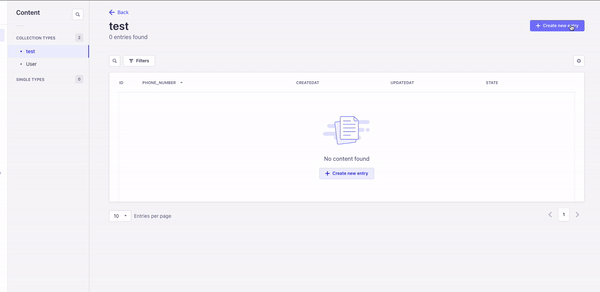 Content
COLLECTION TYPES 2
test
User
SINGLE TYPES 0
Back
test
0 entries found
Create new entry
Filters
ID PHONE_NUMBER CREATEDAT UPDATEDAT STATE
No content found
Create new entry
10 Entries per page
1